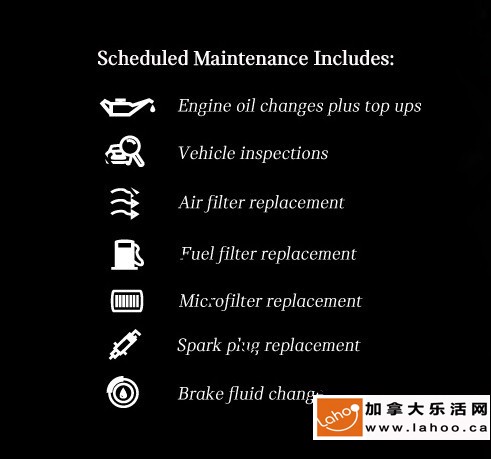 Scheduled Maintenance Includes:
Engine oil changes plus top ups
Vehicle inspections
Air filter replacement
Fuel filter replacement
Microfilter replacement
Spark plug replacement
Brake fluid
Lahoo
加拿大乐活网
www.lahoo.ca